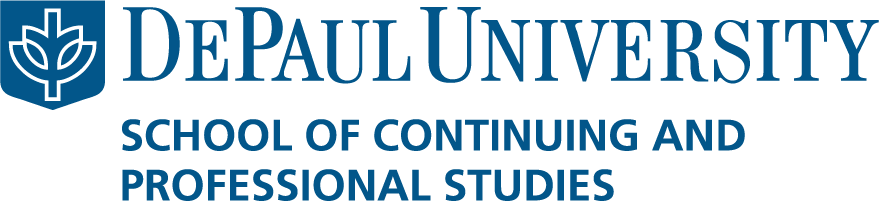 DEPAUL UNIVERSITY
SCHOOL OF CONTINUING AND
PROFESSIONAL STUDIES